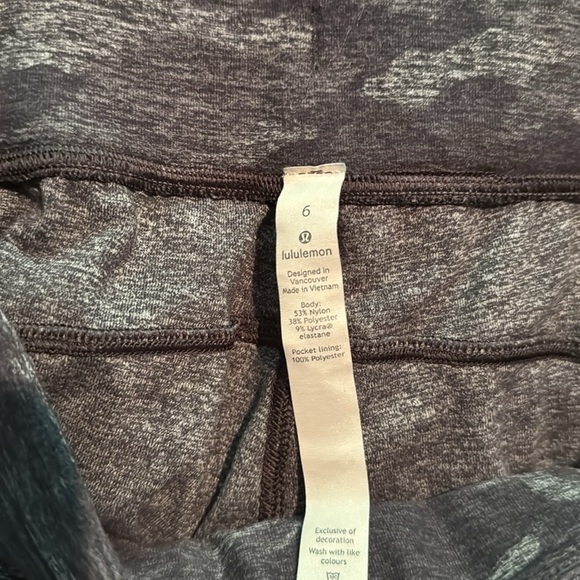 6
lululemon
Designed in
Vancouver
Made in Vietnam
Body:
53% Nylon
38% Polyester
9% Lycra®
elastane
Pocket lining:
100% Polyester
Exclusive of
decoration
Wash with like
colours